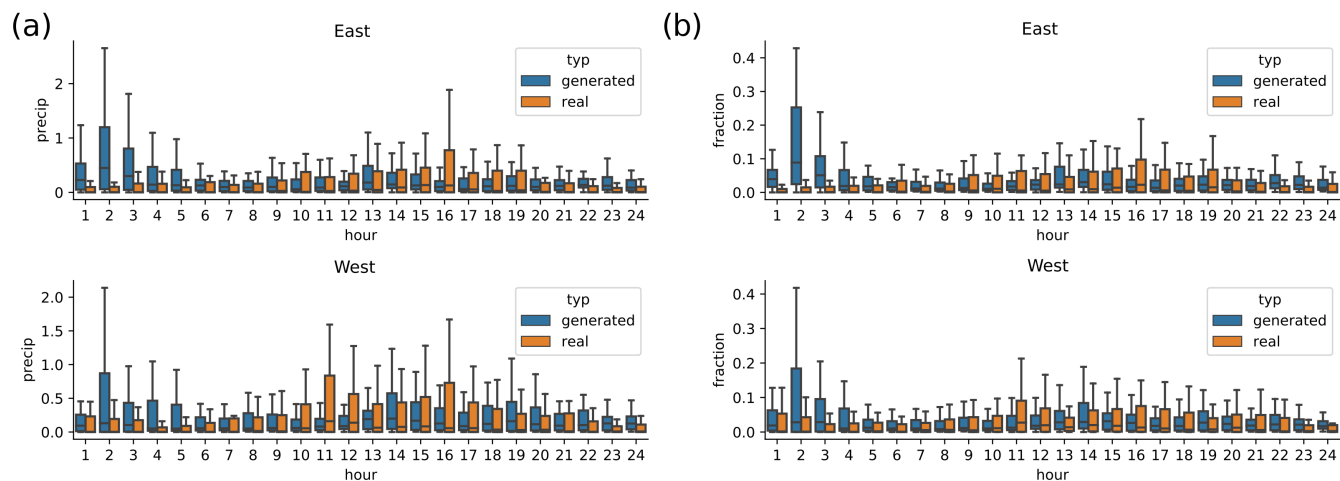 (a)
East
precip
2
1
0
typ
generated
real
1 2 3 4 5 6 7 8 9 10 11 12 13 14 15 16 17 18 19 20 21 22 23 24
hour
West
precip
2.0
1.5
1.0
0.5
0.0
typ
generated
real
1 2 3 4 5 6 7 8 9 10 11 12 13 14 15 16 17 18 19 20 21 22 23 24
hour
(b)
East
fraction
0.4
0.3
0.2
0.1
0.0
typ
generated
real
1 2 3 4 5 6 7 8 9 10 11 12 13 14 15 16 17 18 19 20 21 22 23 24
hour
West
fraction
0.4
0.3
0.2
0.1
0.0
typ
generated
real
1 2 3 4 5 6 7 8 9 10 11 12 13 14 15 16 17 18 19 20 21 22 23 24
hour